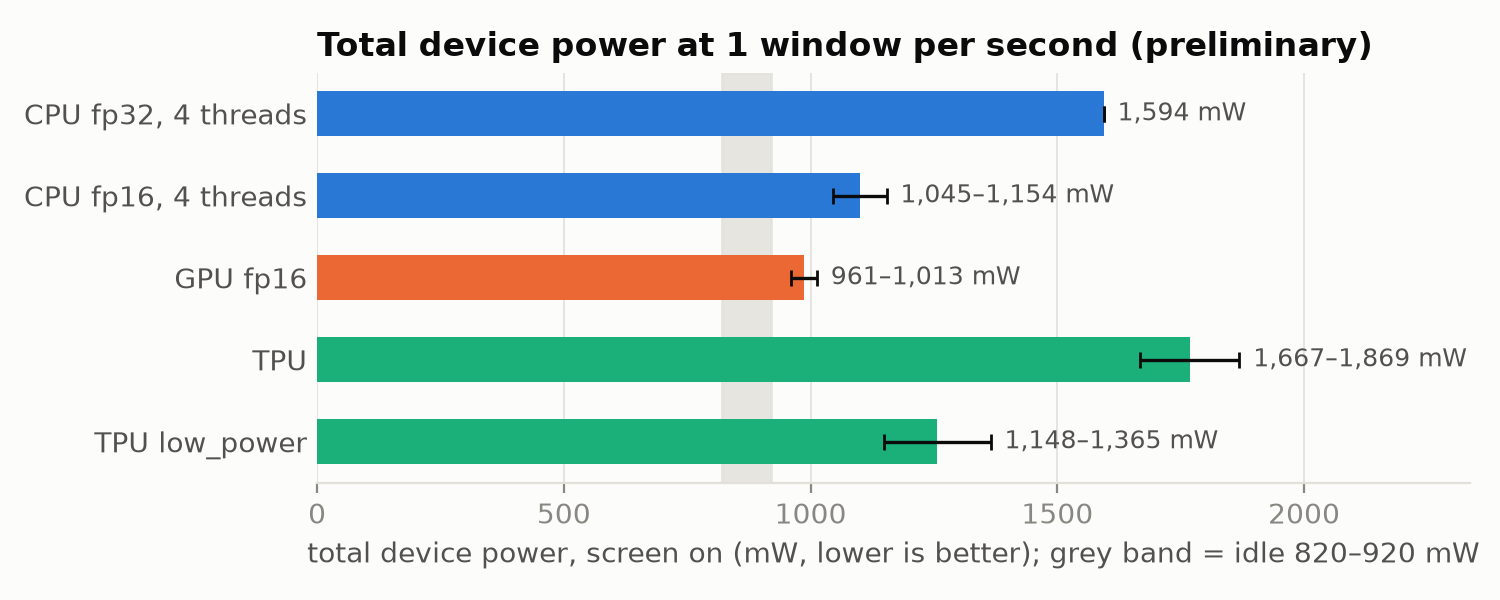 Total device power at 1 window per second (preliminary)
CPU fp32, 4 threads
1,594 mW
CPU fp16, 4 threads
1,045–1,154 mW
GPU fp16
961–1,013 mW
TPU
1,667–1,869 mW
TPU low_power
1,148–1,365 mW
0 500 1000 1500 2000
total device power, screen on (mW, lower is better); grey band = idle 820–920 mW